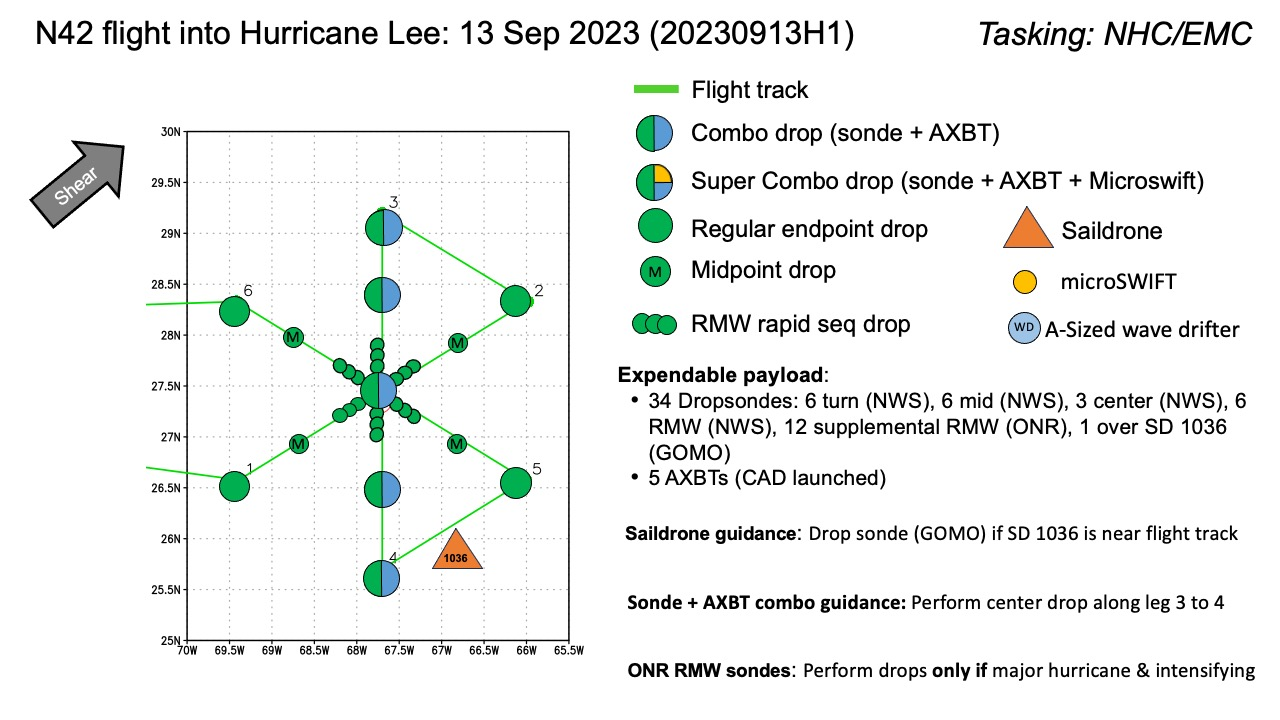 N42 flight into Hurricane Lee: 13 Sep 2023 (20230913H1)
Tasking: NHC/EMC
Shear
30N
29.5N
29N
28.5N
28N
27.5N
27N
26.5N
26N
25.5N
25N
70W
69.5W
69W
68.5W
68W
67.5W
67W
66.5W
66W
65.5W
3
2
6
M
M
M
M
1
5
4
1036
Flight track
Combo drop (sonde + AXBT)
Super Combo drop (sonde + AXBT + Microswift)
Regular endpoint drop
Saildrone
M
Midpoint drop
microSWIFT
RMW rapid seq drop
WD
A-Sized wave drifter
Expendable payload:
• 34 Dropsondes: 6 turn (NWS), 6 mid (NWS), 3 center (NWS), 6
RMW (NWS), 12 supplemental RMW (ONR), 1 over SD 1036
(GOMO)
• 5 AXBTs (CAD launched)
Saildrone guidance: Drop sonde (GOMO) if SD 1036 is near flight track
Sonde + AXBT combo guidance: Perform center drop along leg 3 to 4
ONR RMW sondes: Perform drops only if major hurricane & intensifying